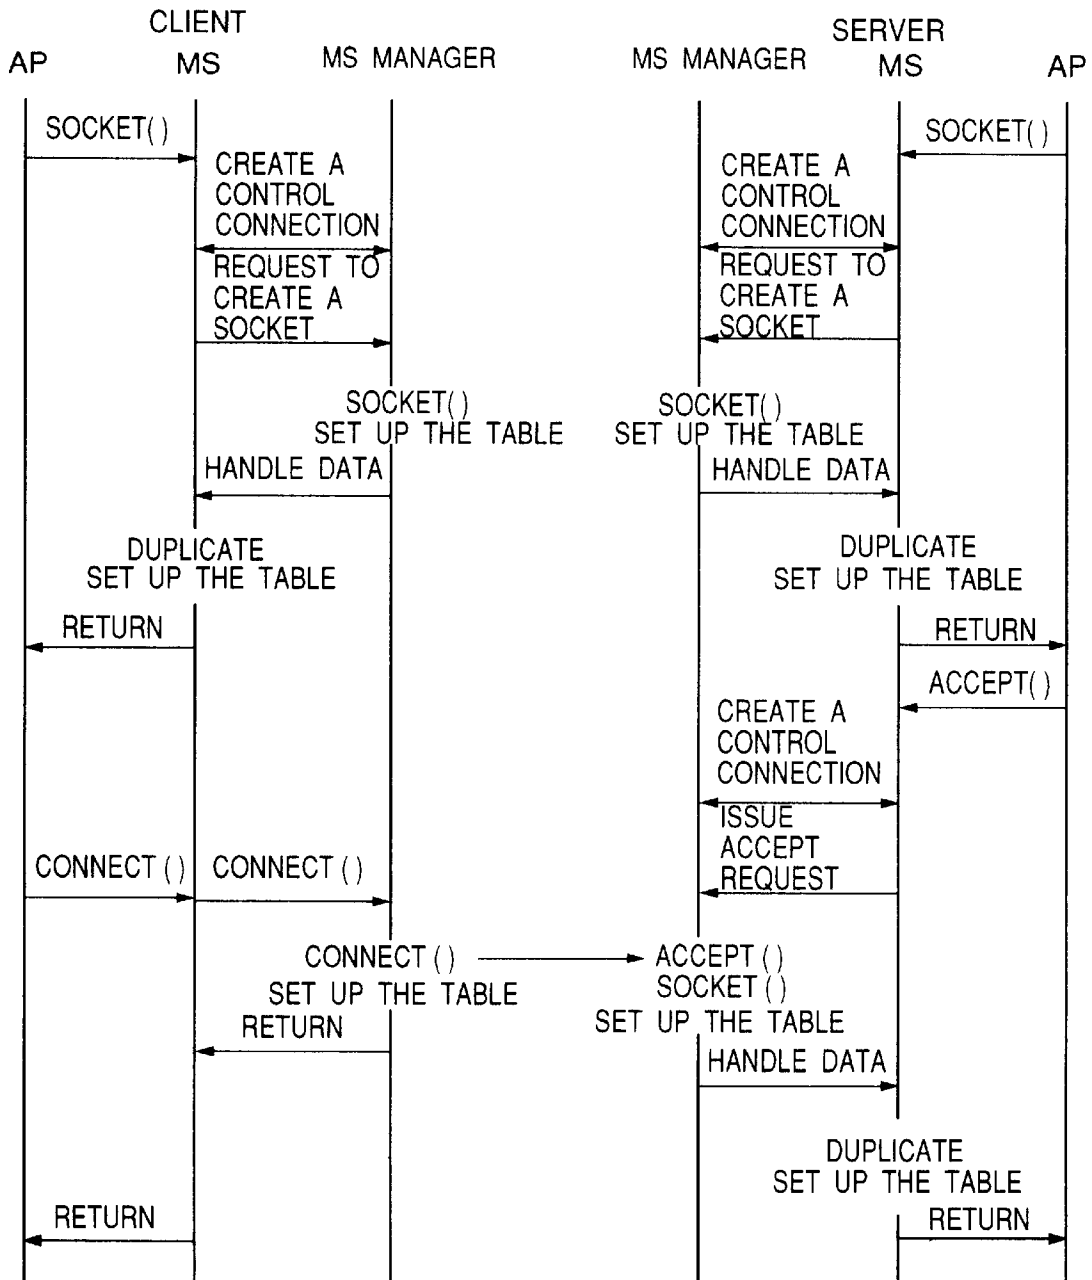 CLIENT
SERVER
AP
MS
MS MANAGER
MS MANAGER
MS
AP
SOCKET()
SOCKET()
CREATE A
CONTROL
CONNECTION
CREATE A
CONTROL
CONNECTION
REQUEST TO
CREATE A
SOCKET
REQUEST TO
CREATE A
SOCKET
SOCKET()
SET UP THE TABLE
SOCKET()
SET UP THE TABLE
HANDLE DATA
HANDLE DATA
DUPLICATE
SET UP THE TABLE
DUPLICATE
SET UP THE TABLE
RETURN
RETURN
ACCEPT()
CREATE A
CONTROL
CONNECTION
ISSUE
ACCEPT
REQUEST
CONNECT()
CONNECT()
CONNECT()
SET UP THE TABLE
ACCEPT()
SOCKET()
SET UP THE TABLE
RETURN
HANDLE DATA
DUPLICATE
SET UP THE TABLE
RETURN
RETURN